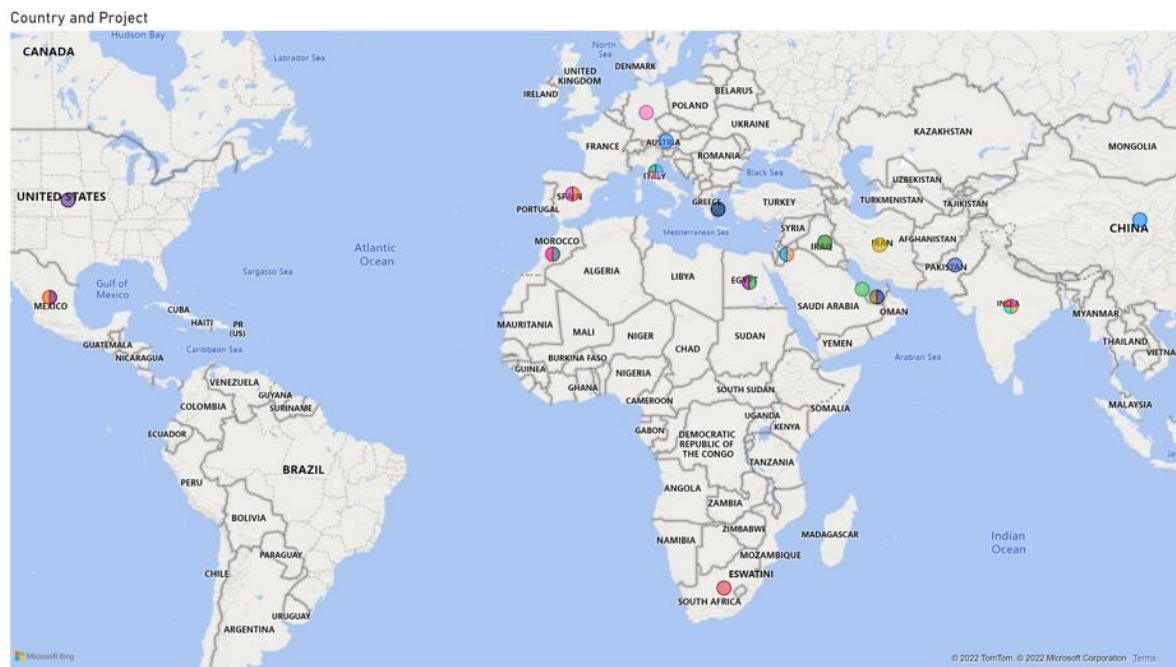 Country and Project
CANADA
Hudson Bay
Labrador Sea
North
Sea
DENMARK
UNITED
KINGDOM
IRELAND
BELARUS
POLAND
UKRAINE
KAZAKHSTAN
FRANCE
AUSTRIA
MONGOLIA
ROMANIA
ITALY
Black Sea
UZBEKISTAN
UNITED STATES
SPAIN
PORTUGAL
GREECE
TURKEY
TURKMENISTAN
TAJIKISTAN
SYRIA
CHINA
Mediterranean Sea
Atlantic
Ocean
MOROCCO
IRAQ
IRAN
AFGHANISTAN
Sargasso Sea
ALGERIA
LIBYA
EGYPT
PAKISTAN
Gulf of
Mexico
MEXICO
CUBA
SAUDI ARABIA
OMAN
INDIA
MYANMAR
HAITI
PR
(US)
MAURITANIA
MALI
NIGER
SUDAN
GUATEMALA
Caribbean Sea
NICARAGUA
CHAD
YEMEN
THAILAND
VIETNA
Arabian Sea
BURKINA FASO
GUINEA
NIGERIA
GHANA
VENEZUELA
GUYANA
SURINAME
COLOMBIA
CAMEROON
SOUTH SUDAN
SOMALIA
MALAYSIA
ECUADOR
GABON
UGANDA
KENYA
DEMOCRATIC
REPUBLIC OF
THE CONGO
Ja
BRAZIL
PERU
TANZANIA
ANGOLA
ZAMBIA
BOLIVIA
ZIMBABWE
MADAGASCAR
NAMIBIA
Indian
Ocean
PARAGUAY
MOZAMBIQUE
CHILE
ESWATINI
SOUTH AFRICA
URUGUAY
ARGENTINA
Microsoft Bing
© 2022 TomTom, © 2022 Microsoft Corporation Terms